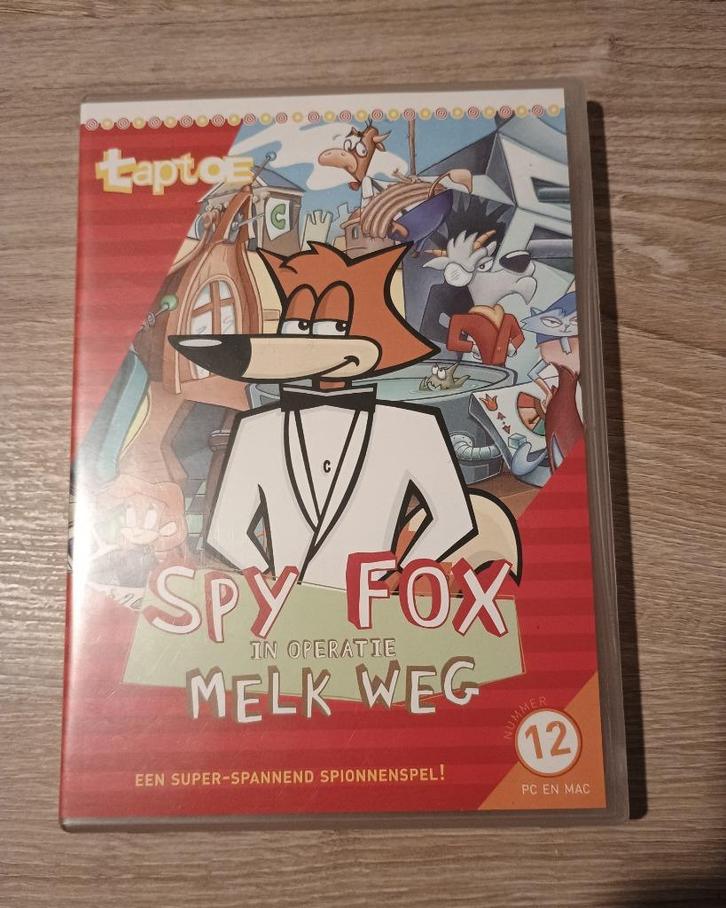 taptoe
C
C
SPY FOX
IN OPERATIE
MELK WEG
NUMMER
12
EEN SUPER-SPANNEND SPIONNENSPEL!
PC EN MAC